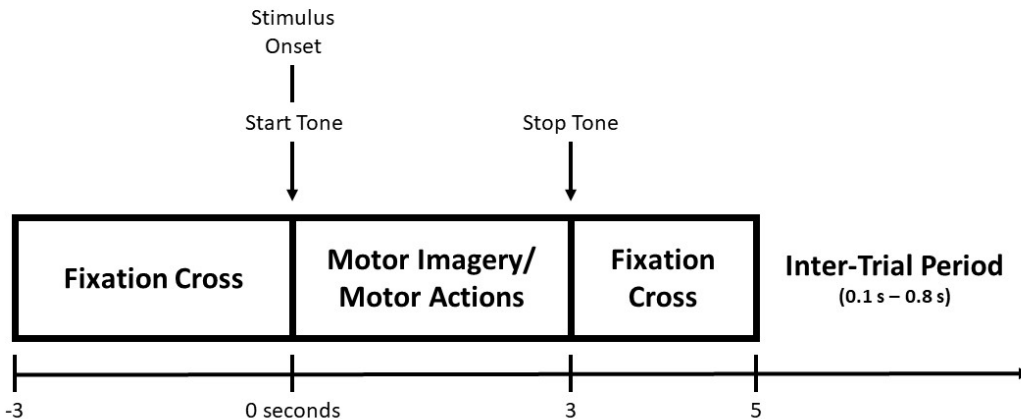 Stimulus
Onset
Start Tone
Stop Tone
Fixation Cross
Motor Imagery/
Motor Actions
Fixation
Cross
Inter-Trial Period
(0.1 s – 0.8 s)
-3
0 seconds
3
5